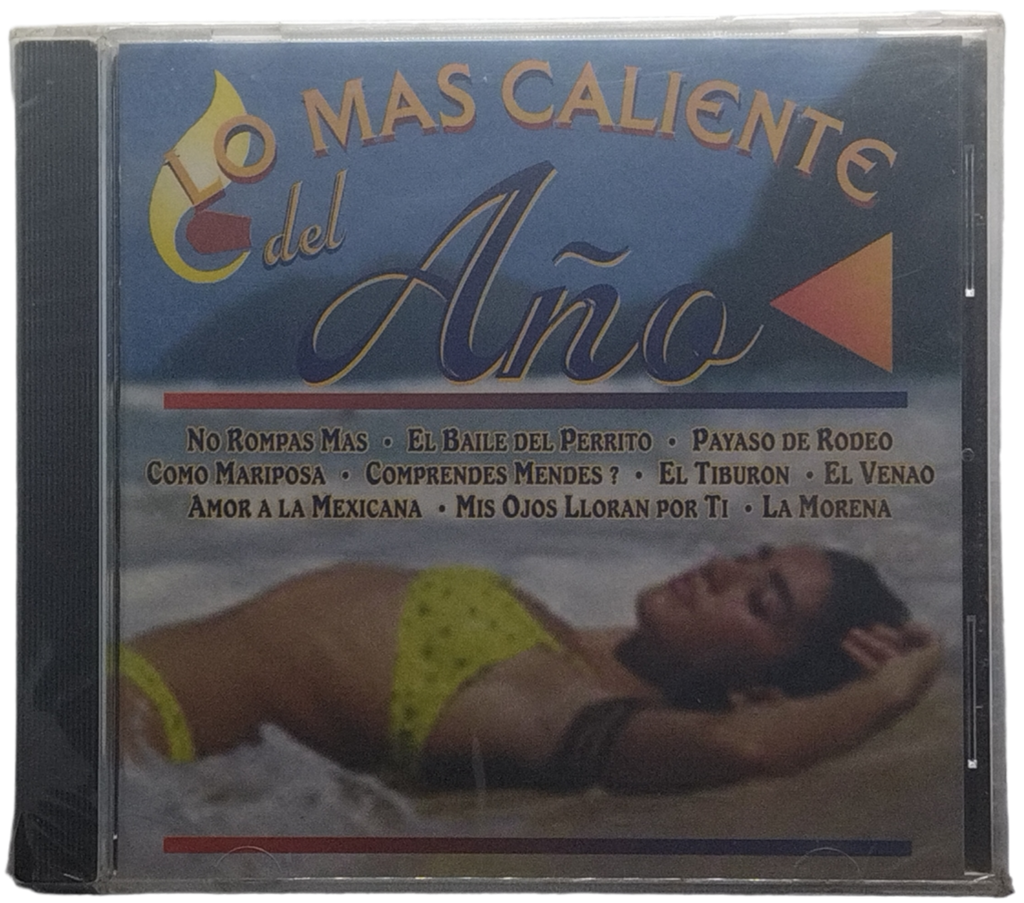 LO MAS CALIENTE
del
Año
NO ROMPAS MAS • EL BAILE DEL PERRITO • PAYASO DE RODEO
COMO MARIPOSA • COMPRENDES MENDES ? • EL TIBURON • EL VENAO
AMOR A LA MEXICANA • MIS OJOS LLORAN POR TI • LA MORENA